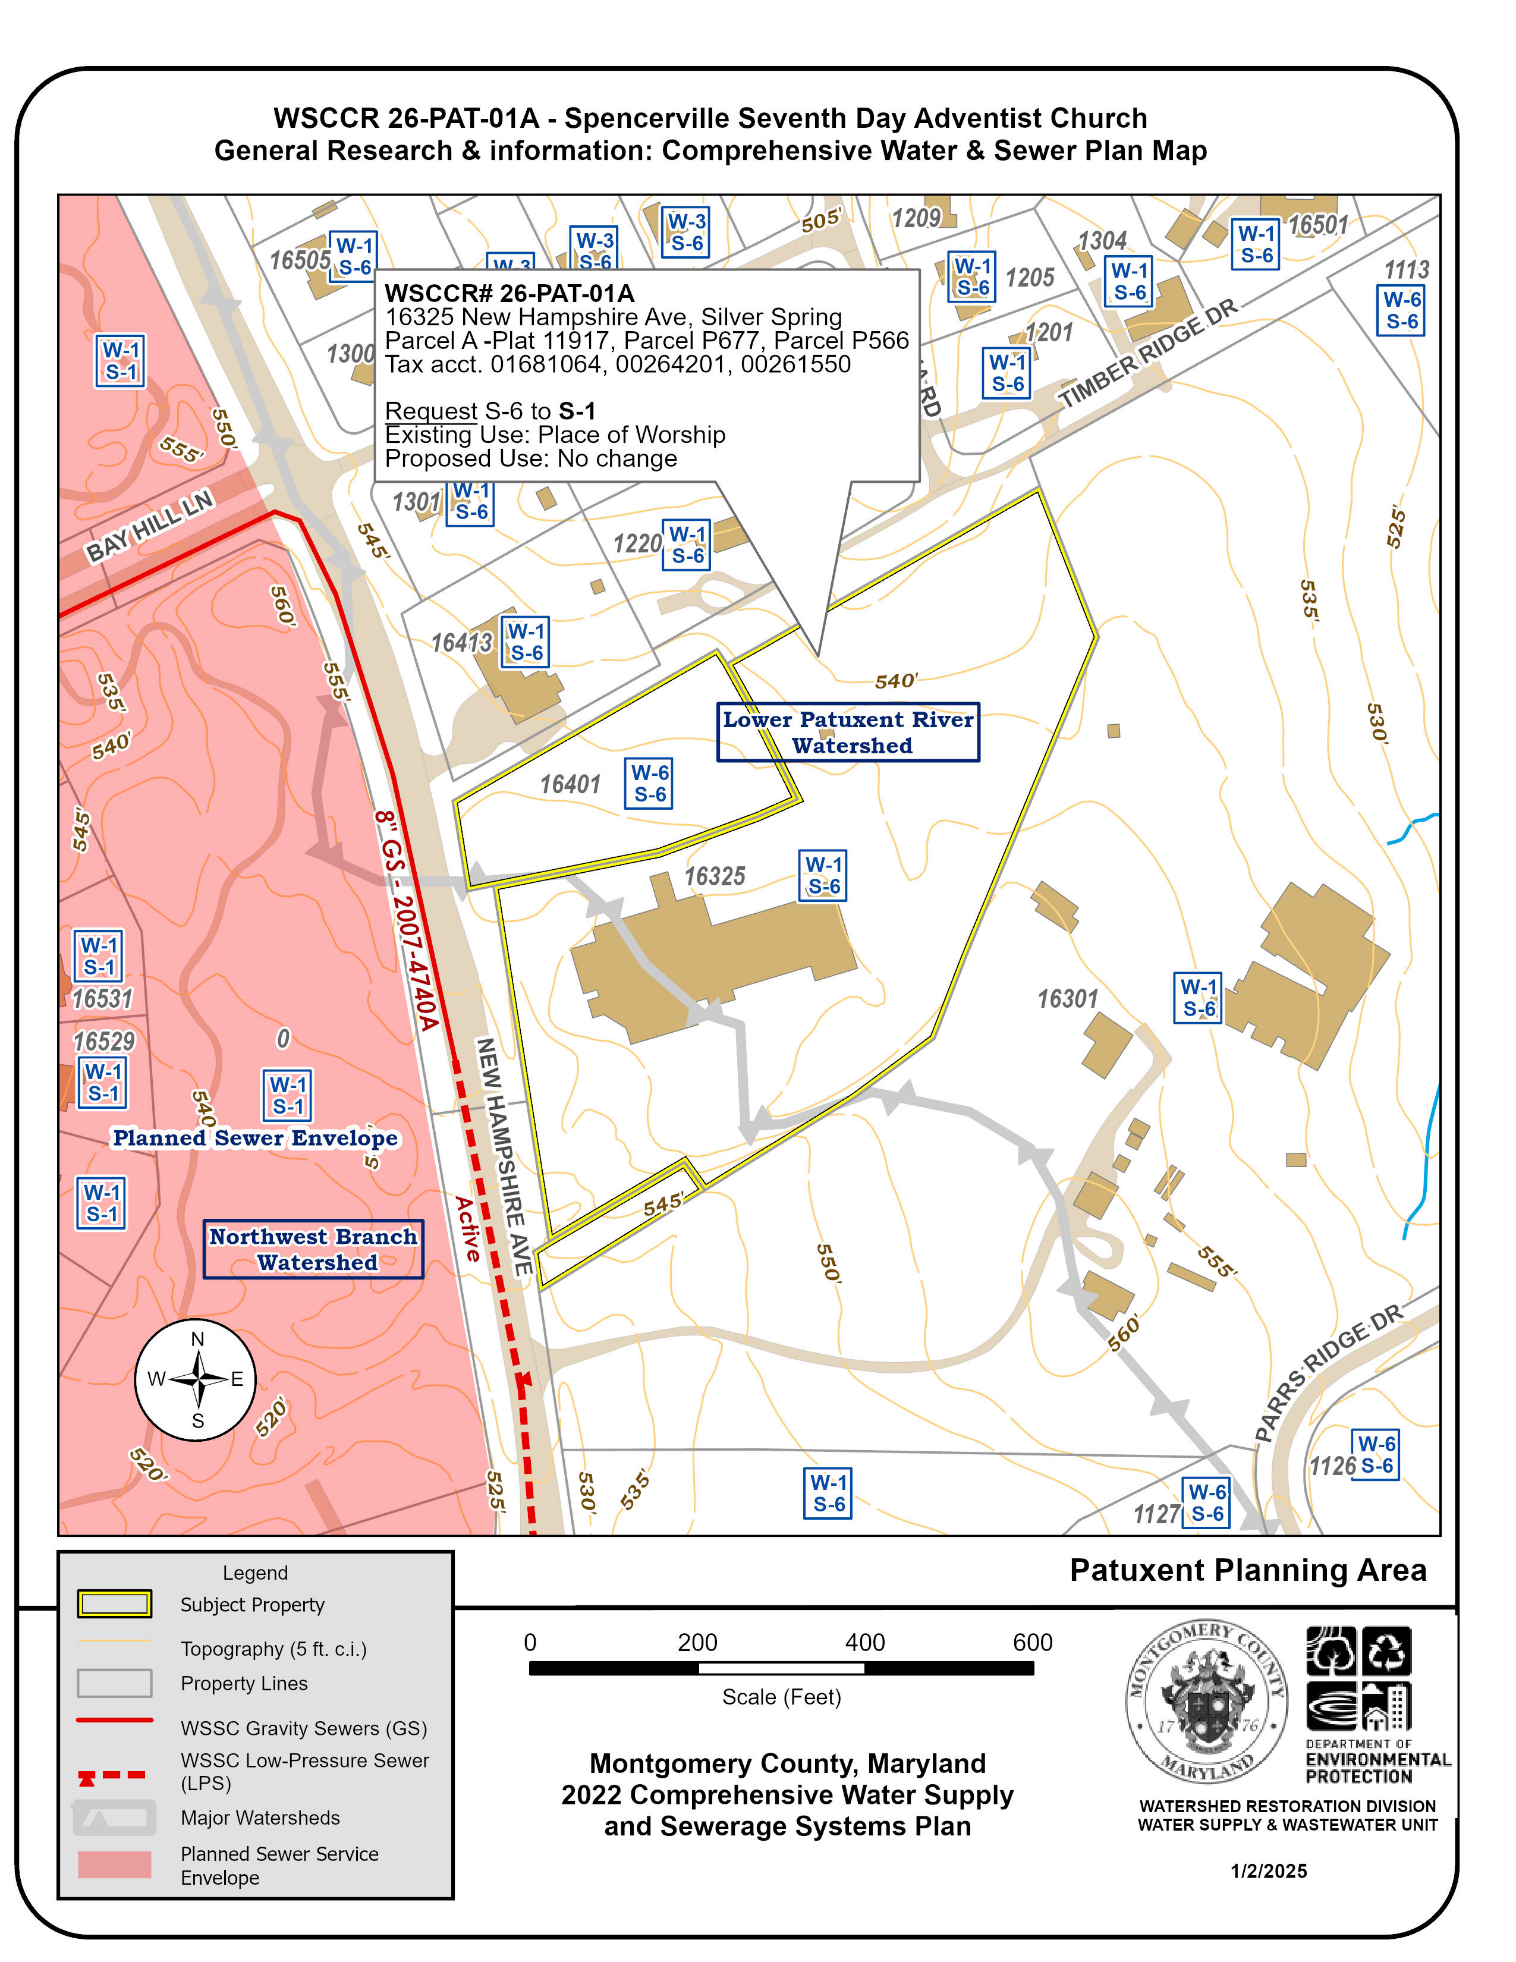 WSCCR 26-PAT-01A - Spencerville Seventh Day Adventist Church
General Research & information: Comprehensive Water & Sewer Plan Map
WSCCR# 26-PAT-01A
16325 New Hampshire Ave, Silver Spring
Parcel A -Plat 11917, Parcel P677, Parcel P566
Tax acct. 01681064, 00264201, 00261550
Request S-6 to S-1
Existing Use: Place of Worship
Proposed Use: No change
16505
W-1
S-6
W-3
W-3
S-6
W-3
S-6
505'
1209
W-1
S-6
1205
1304
W-1
S-6
W-1
S-6
16501
1113
W-6
S-6
W-1
S-1
1300
1201
W-1
S-6
TIMBER RIDGE DR
RD
550'
555'
BAY HILL LN
545'
1301
W-1
S-6
1220
W-1
S-6
525'
535'
530'
560'
555'
535'
540'
545'
16413
W-1
S-6
540'
Lower Patuxent River
Watershed
16401
W-6
S-6
8" GS - 2007-4740A
16325
W-1
S-6
W-1
S-1
16531
16529
W-1
S-1
0
W-1
S-1
540'
Planned Sewer Envelope
W-1
S-1
Northwest Branch
Watershed
Active
NEW HAMPSHIRE AVE
16301
W-1
S-6
545'
550'
555'
560'
PARRS RIDGE DR
N
W
E
S
520'
520'
525'
530'
535'
W-1
S-6
1127
W-6
S-6
1126
W-6
S-6
Patuxent Planning Area
Legend
Subject Property
Topography (5 ft. c.i.)
Property Lines
WSSC Gravity Sewers (GS)
WSSC Low-Pressure Sewer
(LPS)
Major Watersheds
Planned Sewer Service
Envelope
0 200 400 600
Scale (Feet)
Montgomery County, Maryland
2022 Comprehensive Water Supply
and Sewerage Systems Plan
MONTGOMERY COUNTY
17 76
MARYLAND
DEPARTMENT OF
ENVIRONMENTAL
PROTECTION
WATERSHED RESTORATION DIVISION
WATER SUPPLY & WASTEWATER UNIT
1/2/2025